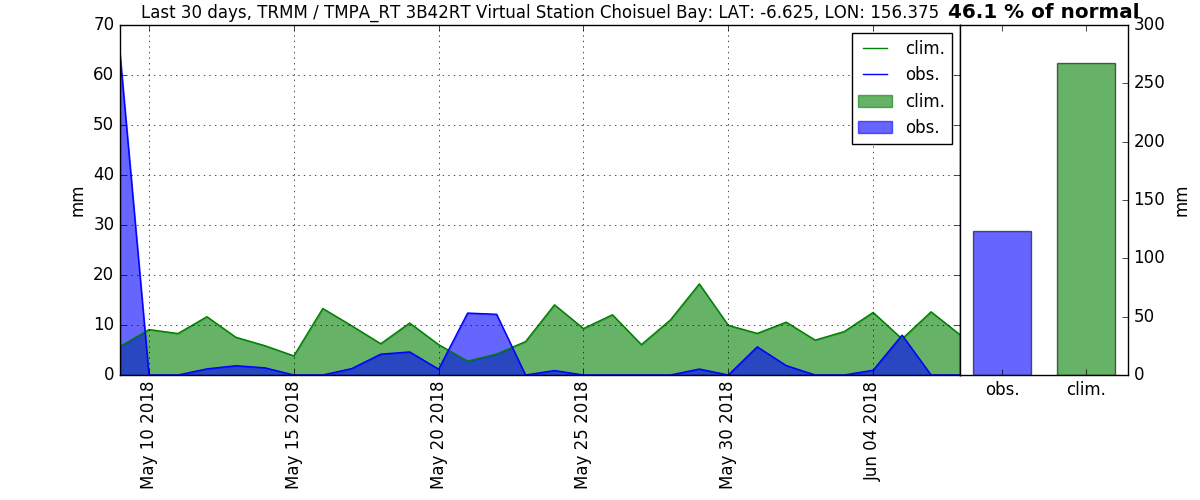 Last 30 days, TRMM / TMPA_RT 3B42RT Virtual Station Choisuel Bay: LAT: -6.625, LON: 156.375
46.1 % of normal
70
60
50
40
30
20
10
0
mm
clim.
obs.
clim.
obs.
May 10 2018
May 15 2018
May 20 2018
May 25 2018
May 30 2018
Jun 04 2018
300
250
200
150
100
50
0
mm
obs.
clim.